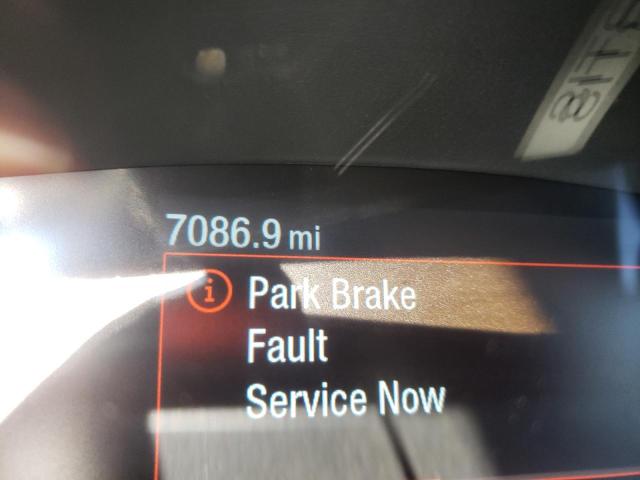 7086.9 mi
i Park Brake
Fault
Service Now